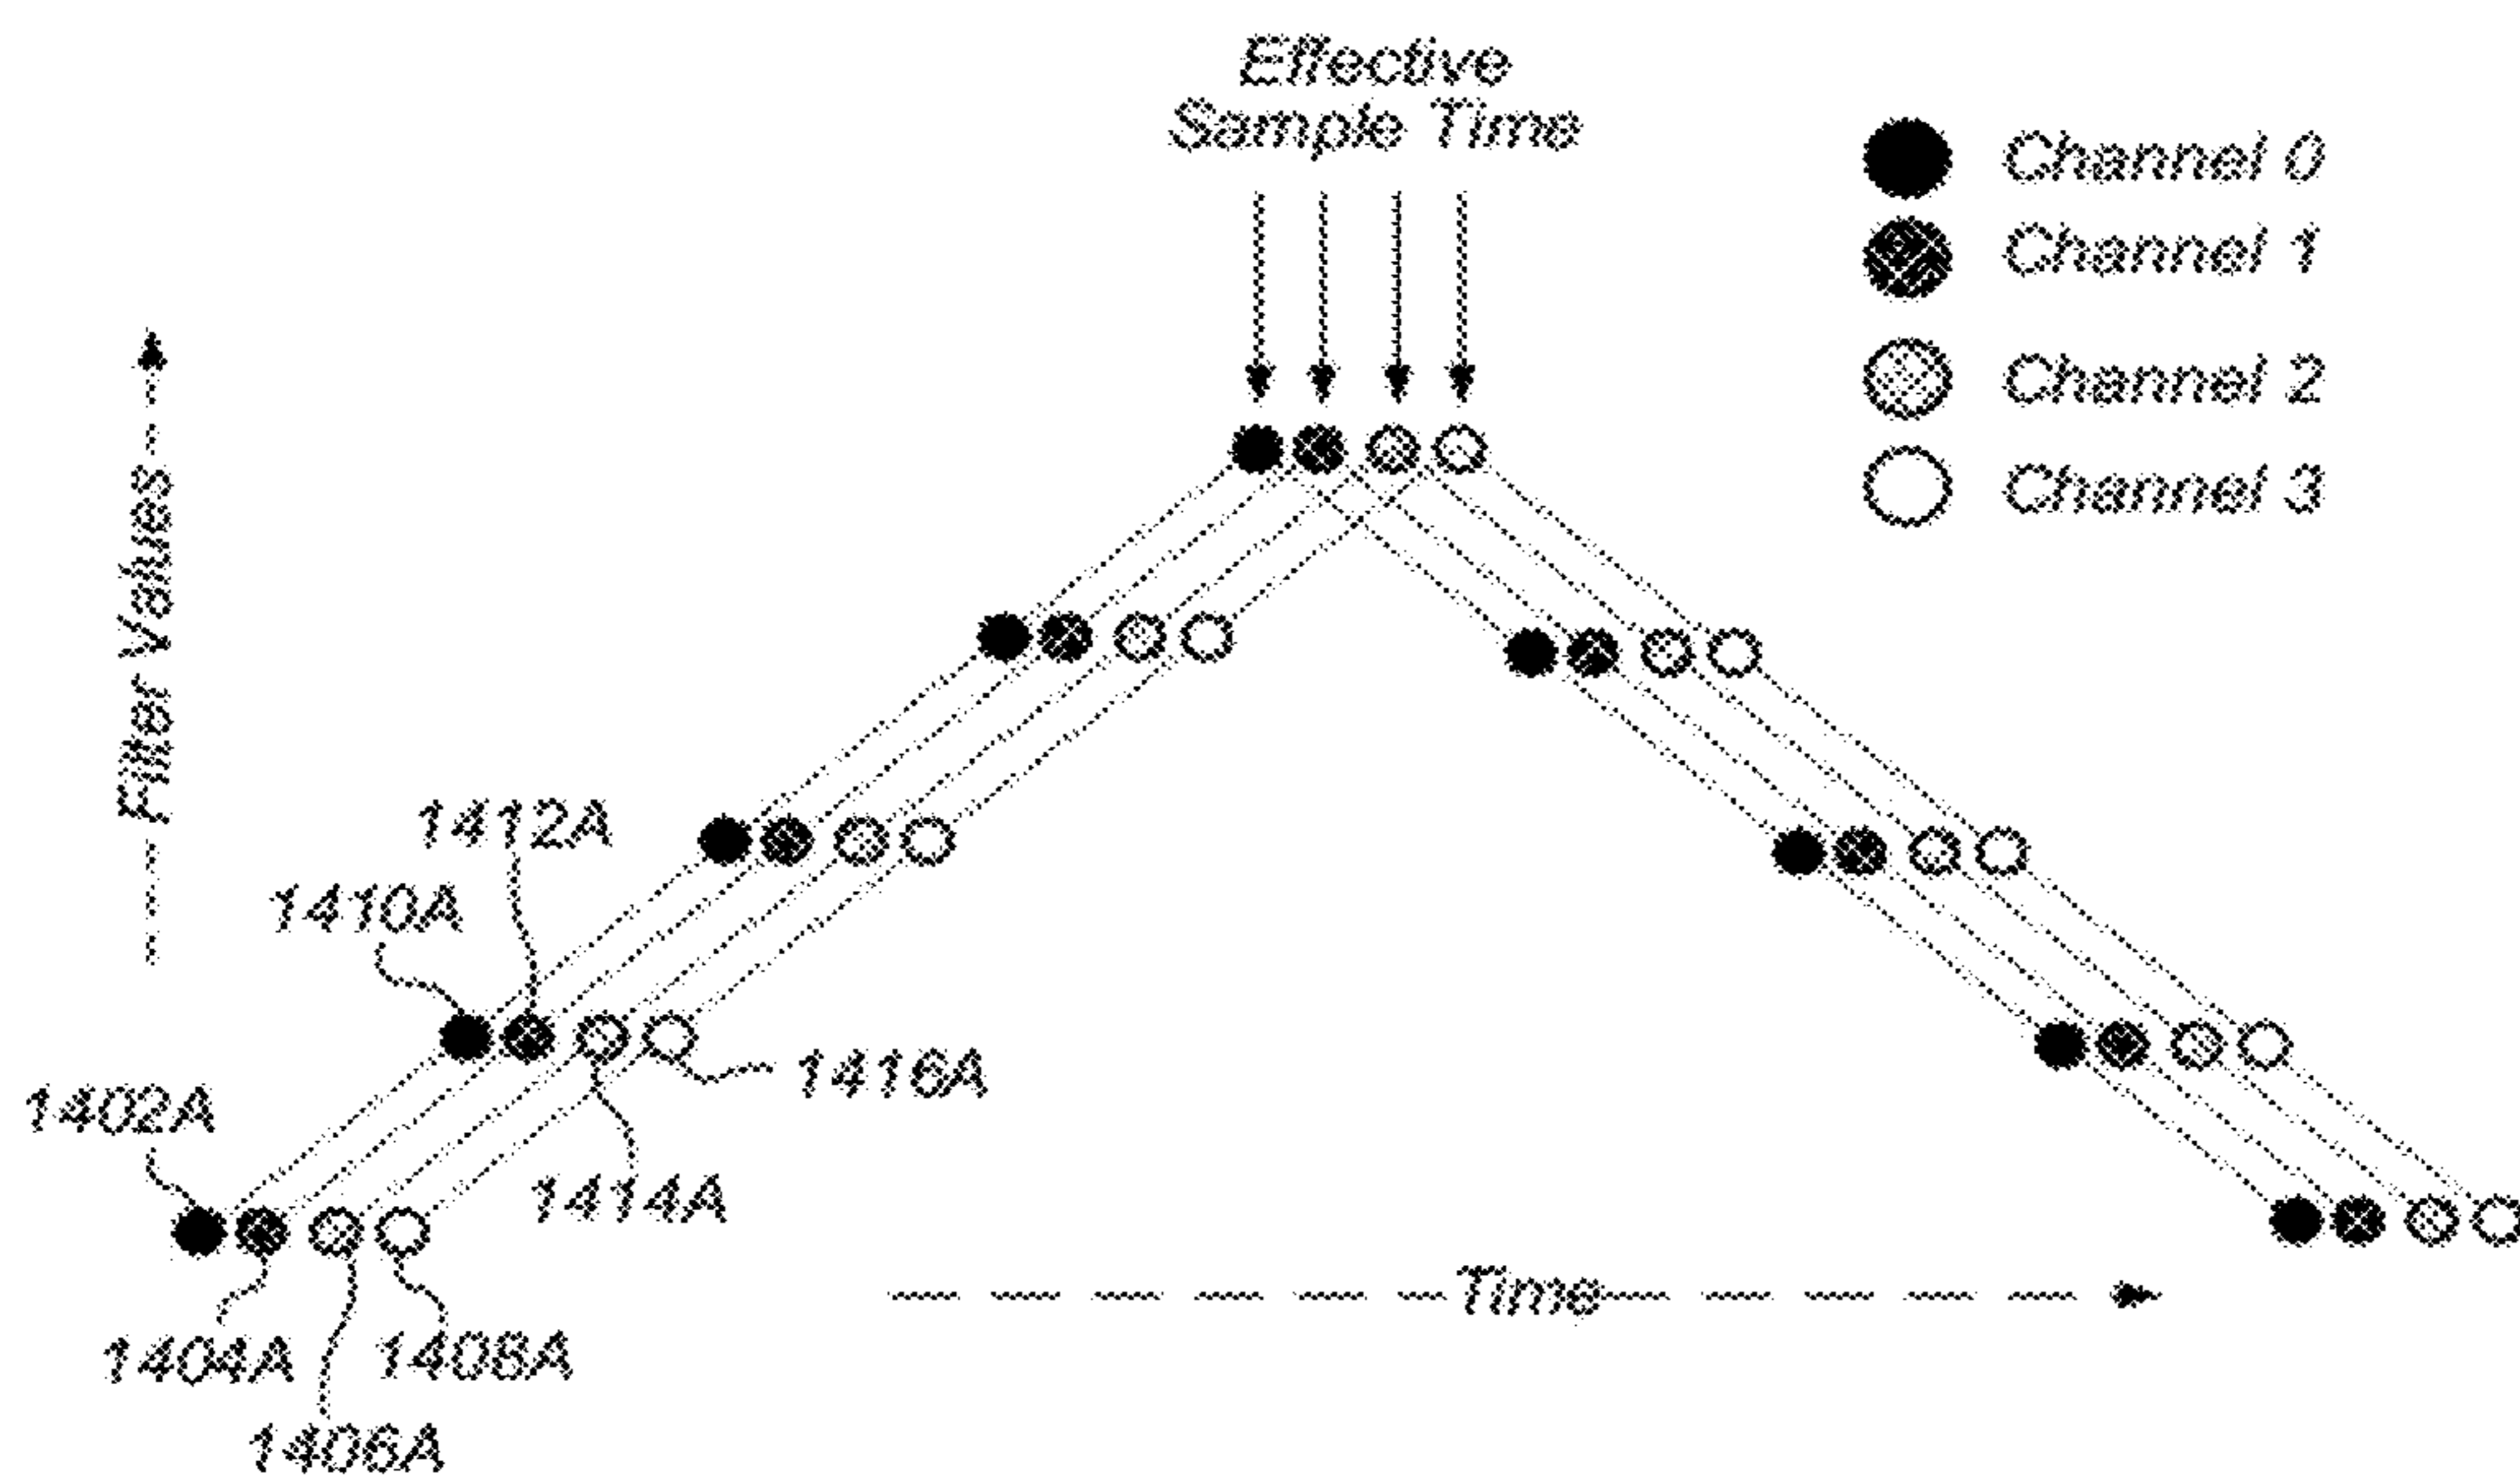 Effective
Sample Time
Channel 0
Channel 1
Channel 2
Channel 3
Filter Values
1412A
1410A
1416A
1402A
1414A
Time
1404A
1408A
1406A